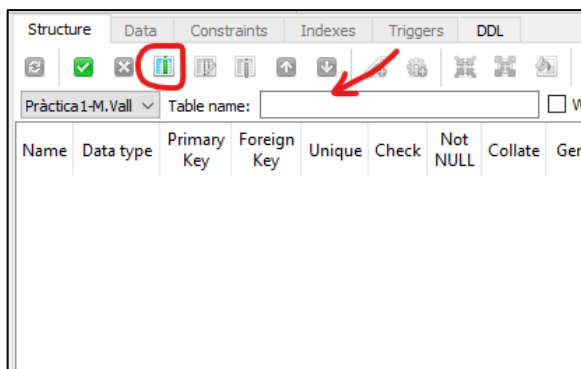 Structure Data Constraints Indexes Triggers DDL
Pràctica1-M.Vall Table name:
Name Data type Primary Key Foreign Key Unique Check Not NULL Collate